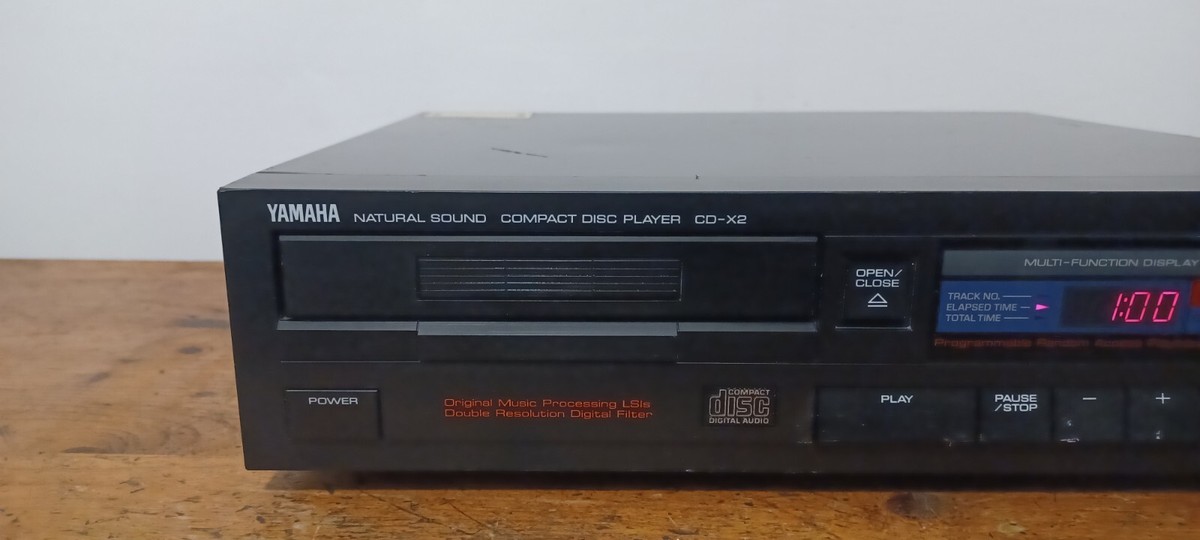 YAMAHA NATURAL SOUND COMPACT DISC PLAYER CD-X2
OPEN/
CLOSE
MULTI-FUNCTION DISPLAY
TRACK NO.
ELAPSED TIME
TOTAL TIME
1:00
Programmable Random Access
POWER
Original Music Processing LSIs
Double Resolution Digital Filter
COMPACT
disc
DIGITAL AUDIO
PLAY
PAUSE
/STOP
−
+